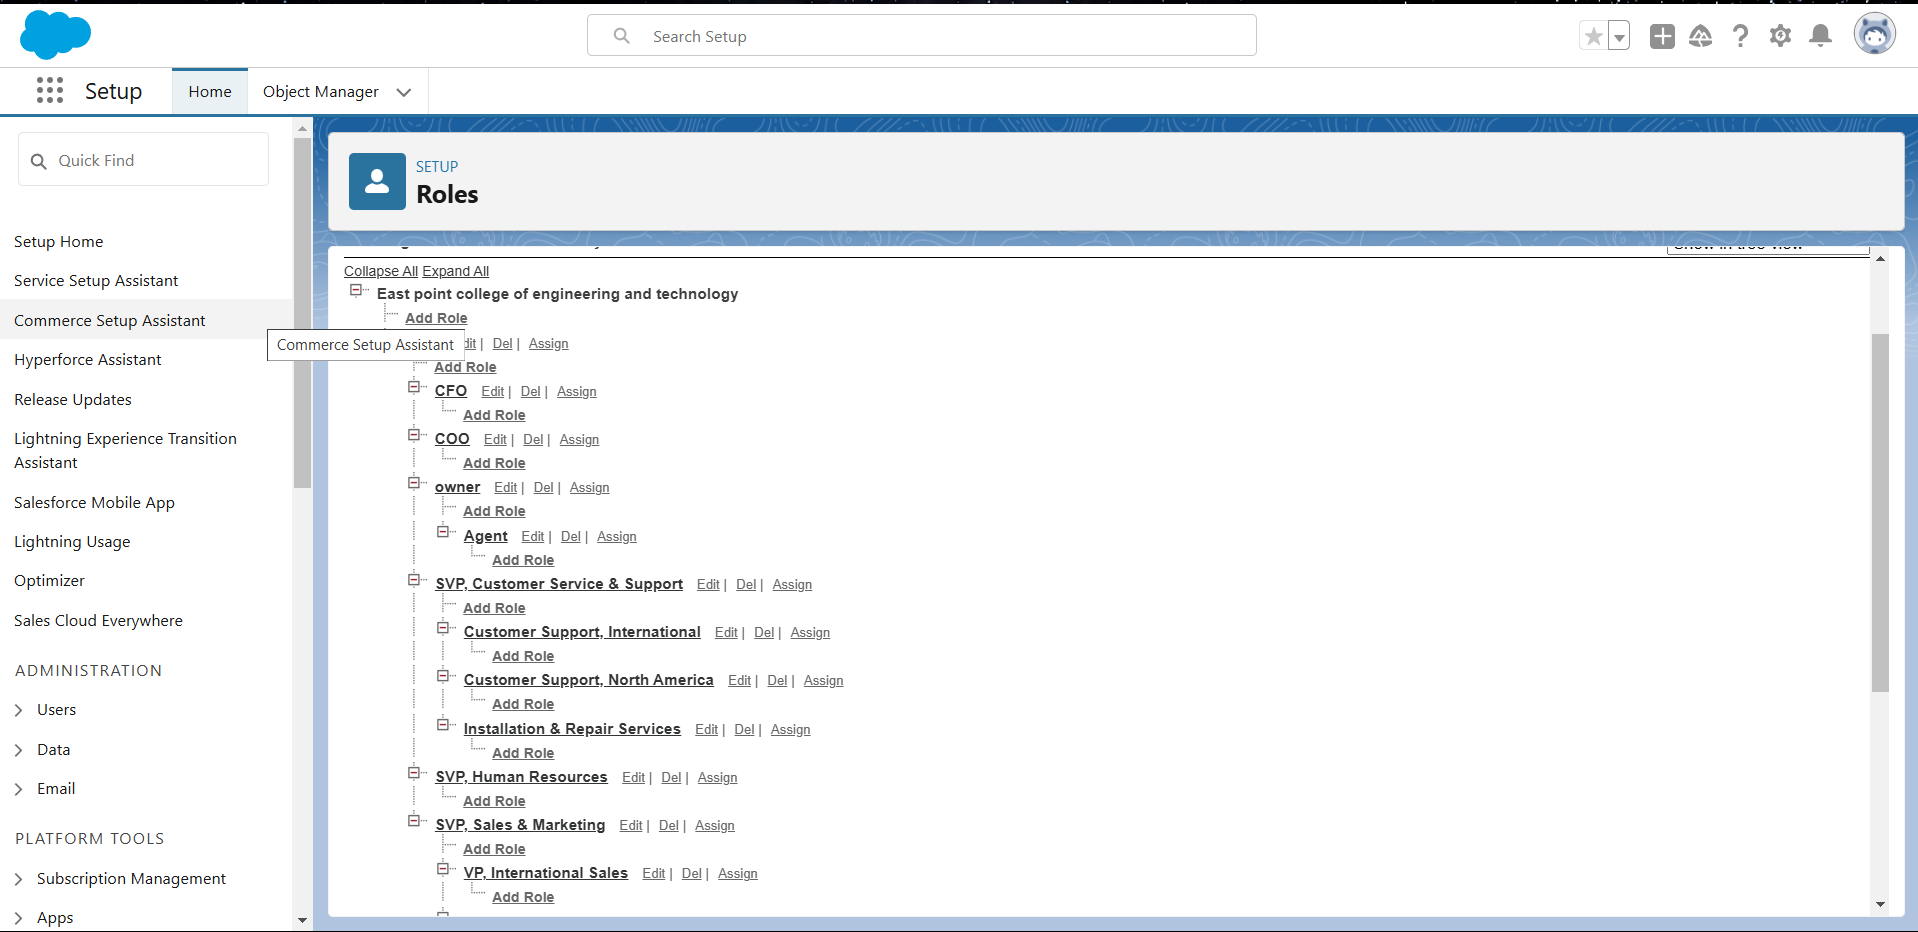 Search Setup
Setup
Home
Object Manager
Quick Find
Setup Home
Service Setup Assistant
Commerce Setup Assistant
Hyperforce Assistant
Release Updates
Lightning Experience Transition
Assistant
Salesforce Mobile App
Lightning Usage
Optimizer
Sales Cloud Everywhere
ADMINISTRATION
Users
Data
Email
PLATFORM TOOLS
Subscription Management
Apps
Commerce Setup Assistant
SETUP
Roles
Collapse All Expand All
East point college of engineering and technology
Add Role
| Del | Assign
Add Role
CFO Edit | Del | Assign
Add Role
COO Edit | Del | Assign
Add Role
owner Edit | Del | Assign
Add Role
Agent Edit | Del | Assign
Add Role
SVP, Customer Service & Support Edit | Del | Assign
Add Role
Customer Support, International Edit | Del | Assign
Add Role
Customer Support, North America Edit | Del | Assign
Add Role
Installation & Repair Services Edit | Del | Assign
Add Role
SVP, Human Resources Edit | Del | Assign
Add Role
SVP, Sales & Marketing Edit | Del | Assign
Add Role
VP, International Sales Edit | Del | Assign
Add Role